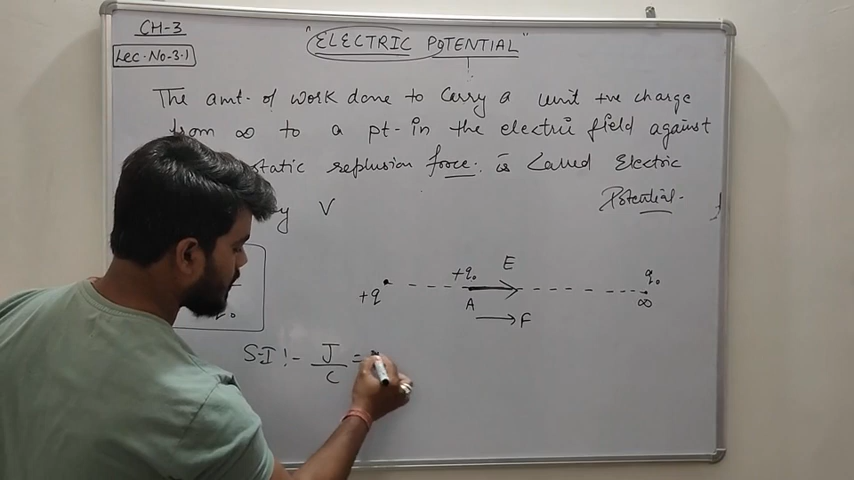 CH-3
Lec. No-3.1
"ELECTRIC POTENTIAL"
The amt. of work done to carry a unit +ve charge
from ∞ to a pt- in the electric field against
static replusion force. is Called Electric
Potential-
V
+q
+q₀
E
q₀
A
∞
F
S.I !- J/C =